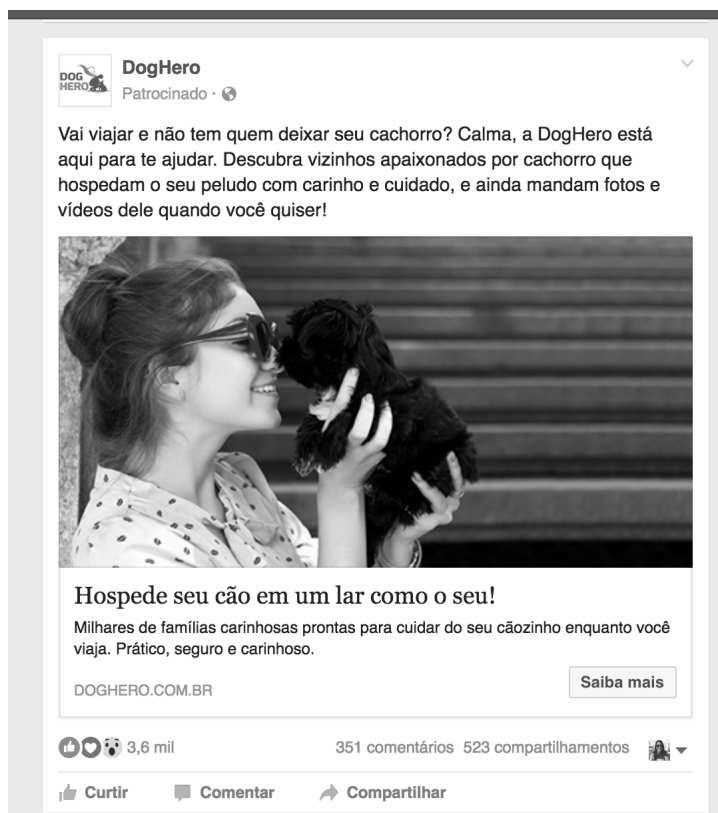 DOG
HERO
DogHero
Patrocinado ·
Vai viajar e não tem quem deixar seu cachorro? Calma, a DogHero está
aqui para te ajudar. Descubra vizinhos apaixonados por cachorro que
hospedam o seu peludo com carinho e cuidado, e ainda mandam fotos e
vídeos dele quando você quiser!
Hospede seu cão em um lar como o seu!
Milhares de famílias carinhosas prontas para cuidar do seu cãozinho enquanto você
viaja. Prático, seguro e carinhoso.
DOGHERO.COM.BR
Saiba mais
3,6 mil
351 comentários 523 compartilhamentos
Curtir
Comentar
Compartilhar